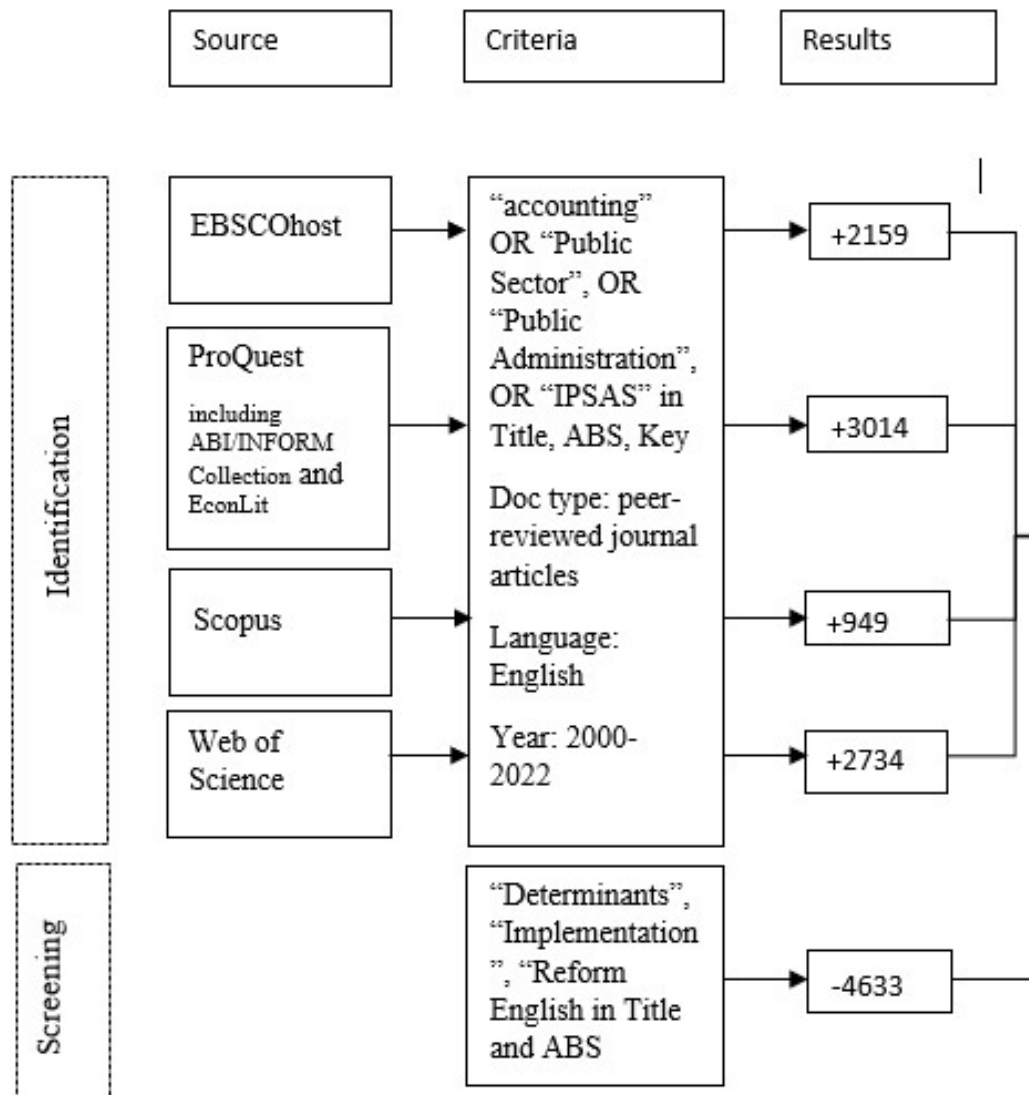 Source
Criteria
Results
Identification
EBSCOhost
ProQuest
including
ABI/INFORM
Collection and
EconLit
Scopus
Web of
Science
“accounting”
OR “Public
Sector”, OR
“Public
Administration”,
OR “IPSAS” in
Title, ABS, Key
Doc type: peer-
reviewed journal
articles
Language:
English
Year: 2000-
2022
+2159
+3014
+949
+2734
Screening
“Determinants”,
“Implementation
”, “Reform
English in Title
and ABS
-4633